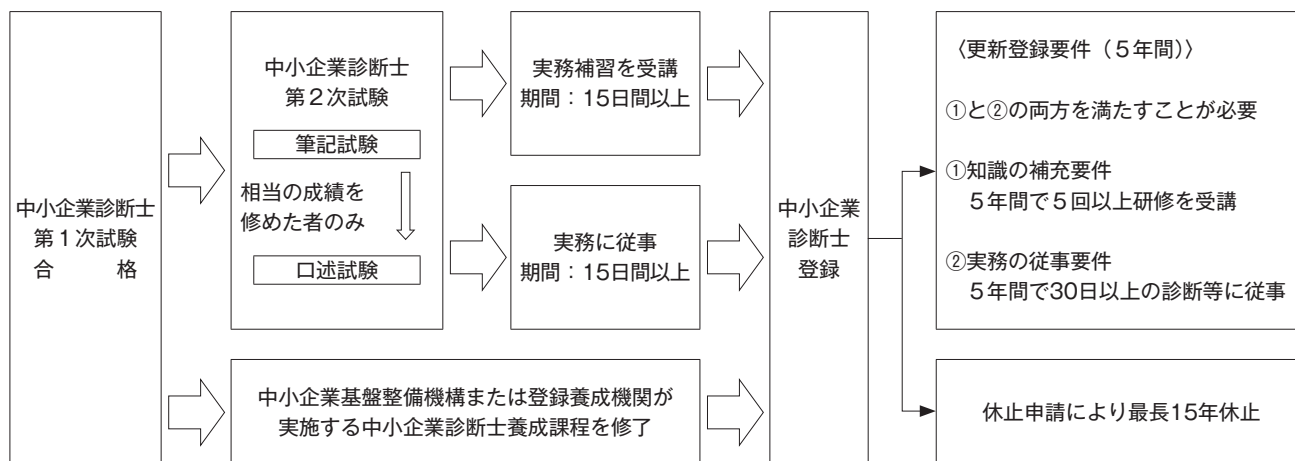 中小企業診断士
第１次試験
合　　格
中小企業診断士
第２次試験
筆記試験
相当の成績を
修めた者のみ
口述試験
実務補習を受講
期間：15日間以上
実務に従事
期間：15日間以上
中小企業基盤整備機構または登録養成機関が
実施する中小企業診断士養成課程を修了
中小企業
診断士
登録
〈更新登録要件（５年間）〉
①と②の両方を満たすことが必要
①知識の補充要件
５年間で５回以上研修を受講
②実務の従事要件
５年間で30日以上の診断等に従事
休止申請により最長15年休止